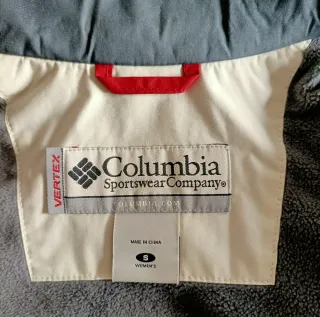 VERTEX
Columbia
Sportswear Company®
COLUMBIA.COM
MADE IN CHINA
S
WOMEN'S